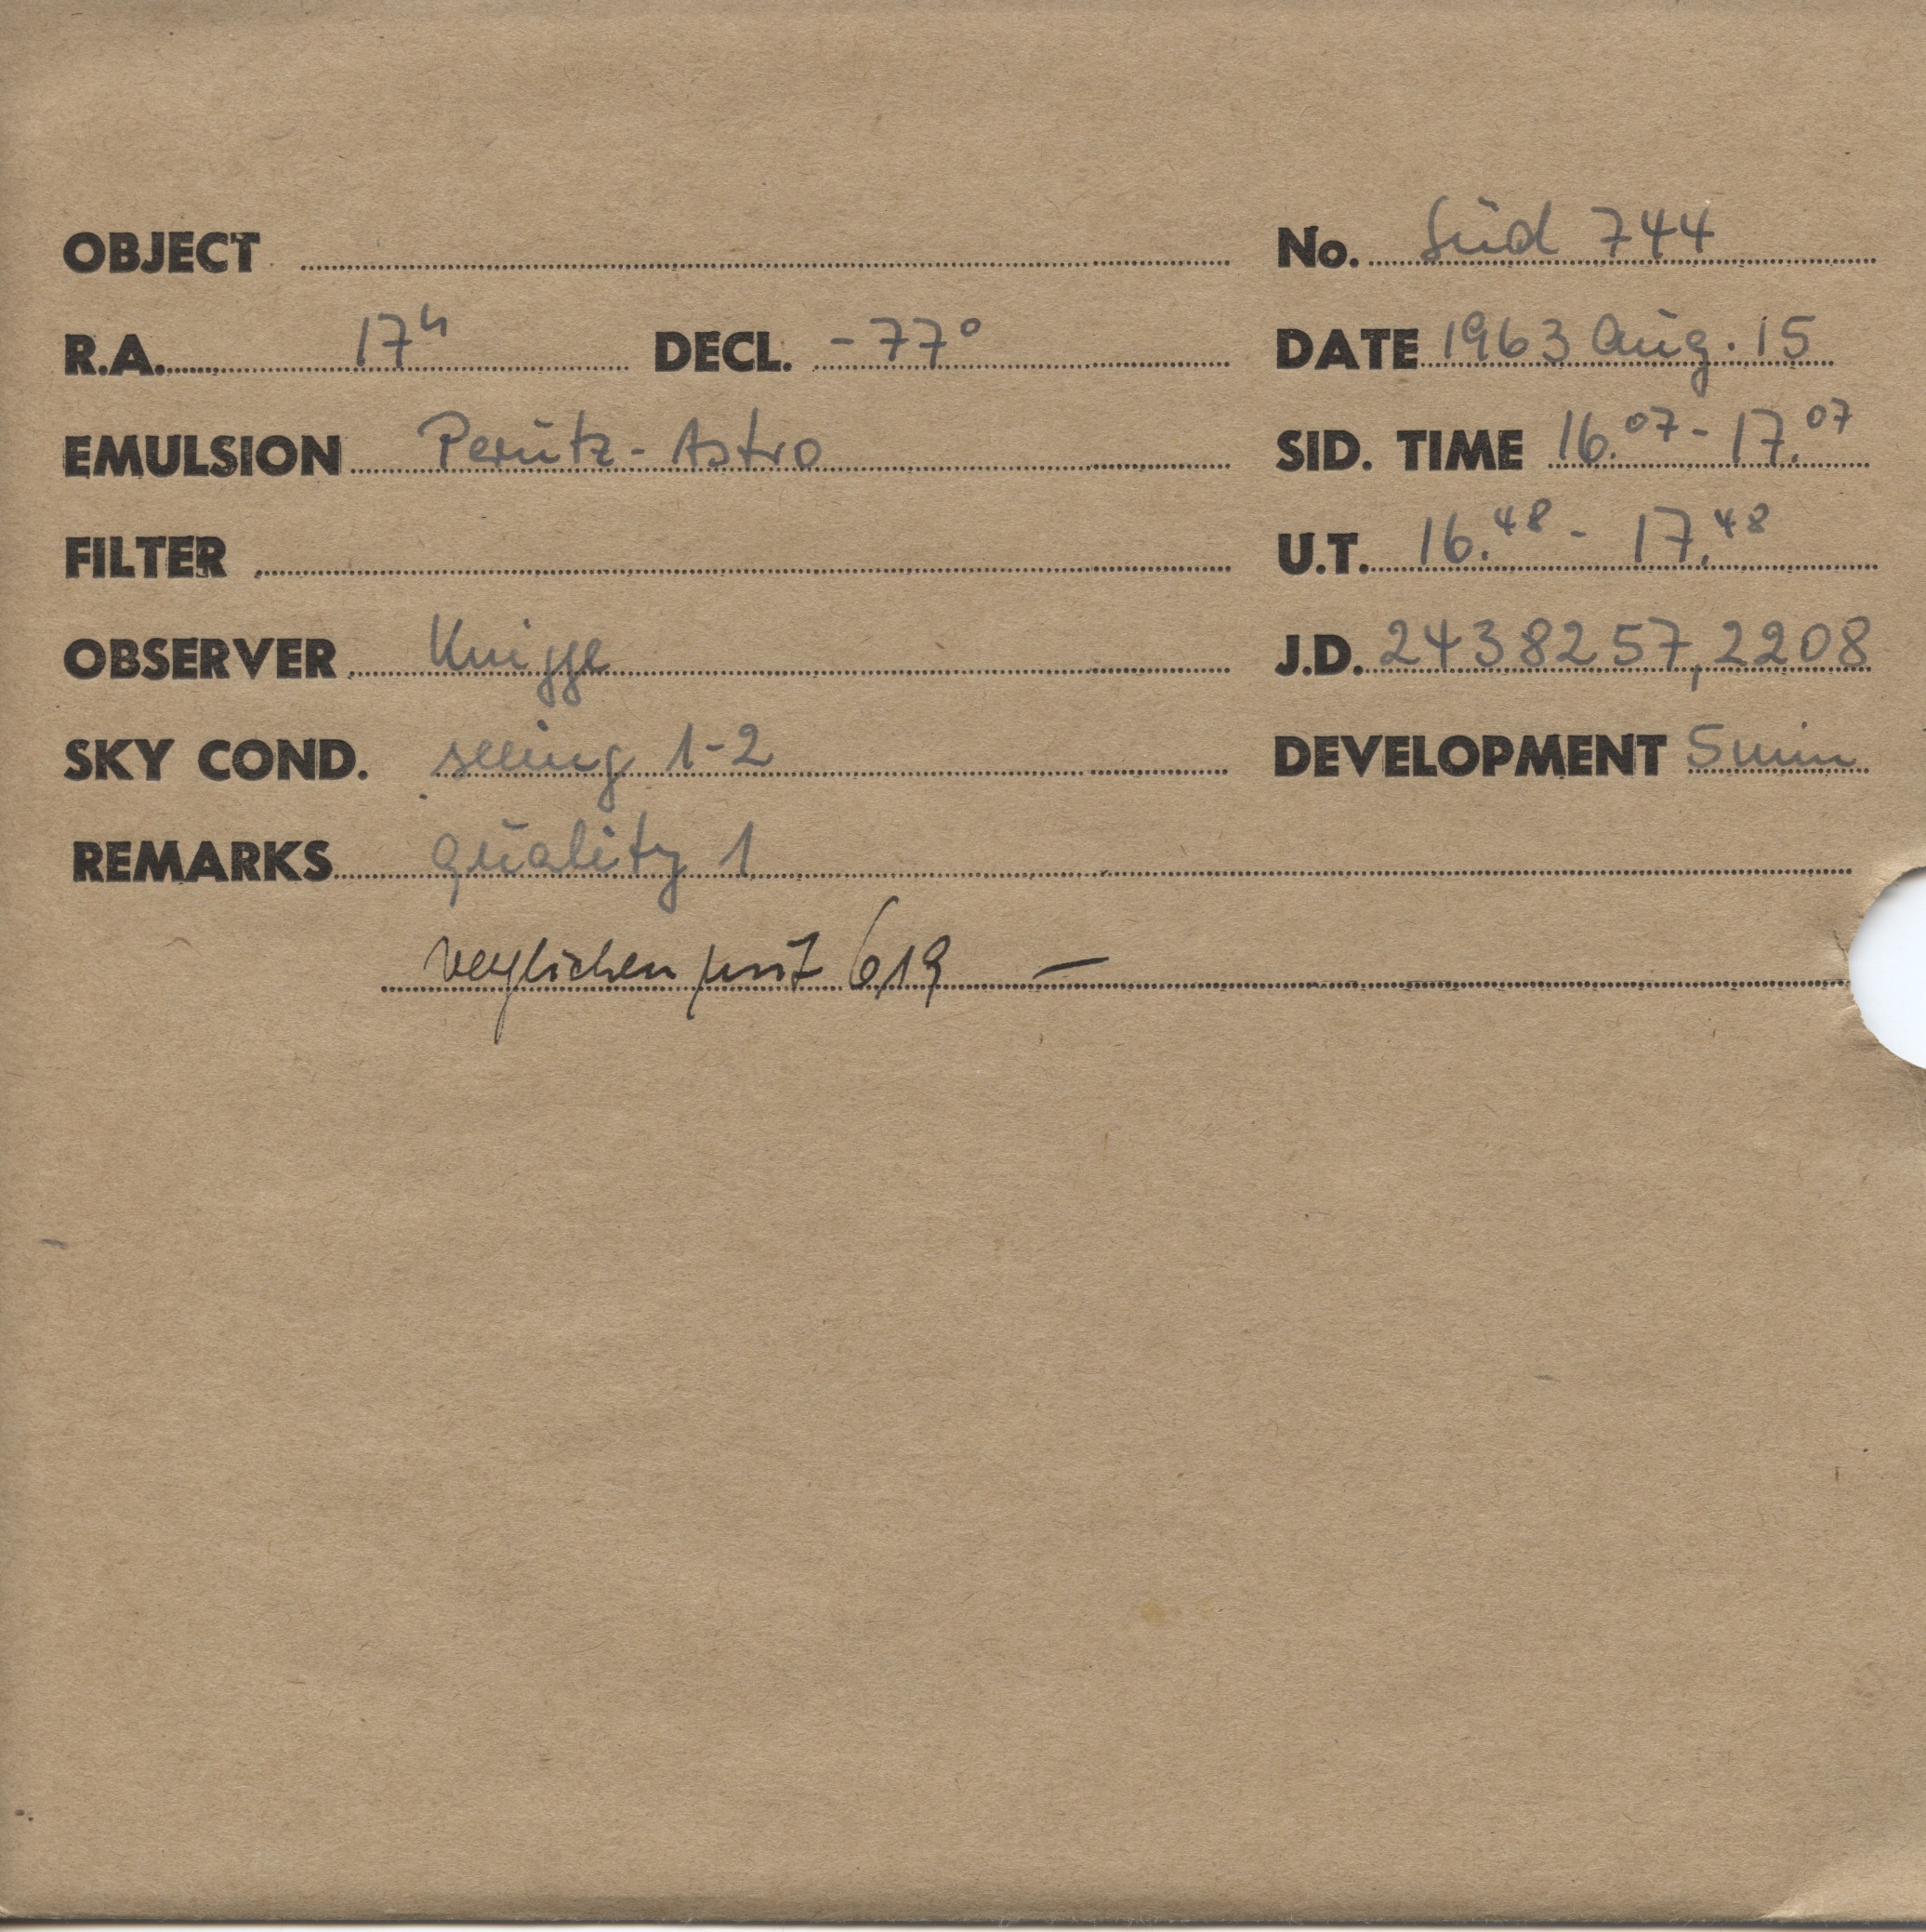 OBJECT No. Süd 744
R.A. 17h DECL. -77° DATE 1963 Aug. 15
EMULSION Perutz-Astro SID. TIME 16.07 - 17.07
FILTER U.T. 16.48 - 17.48
OBSERVER Knigge J.D. 2438257,2208
SKY COND. seeing 1-2 DEVELOPMENT 5 min
REMARKS quality 1
verglichen mit 619 —